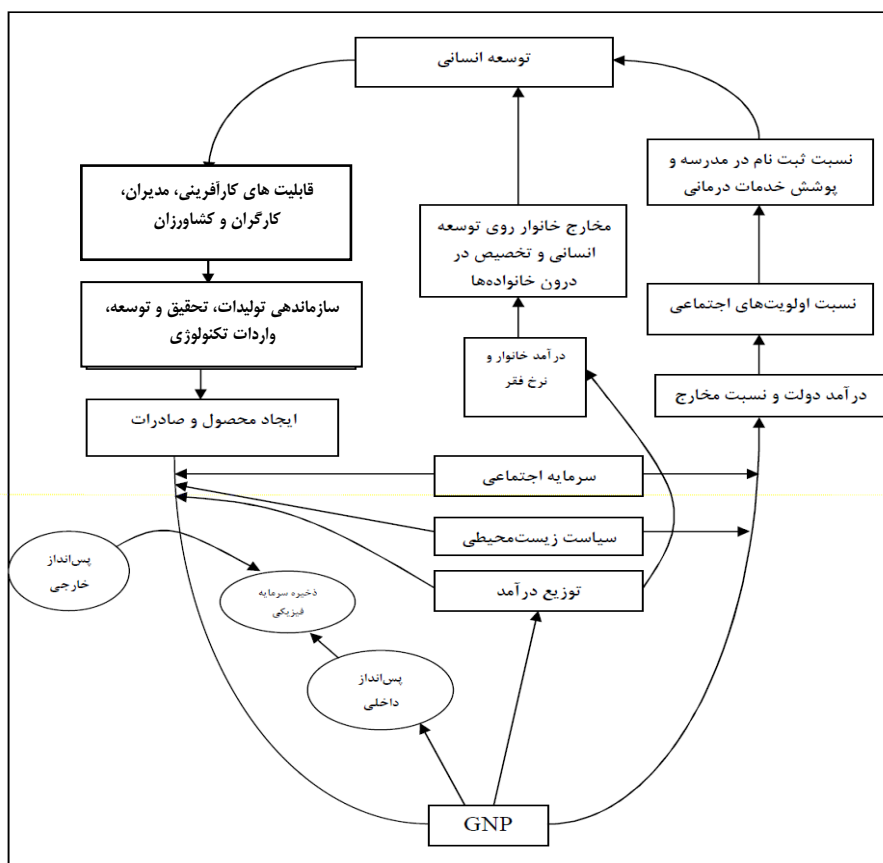 توسعه انسانی
نسبت ثبت نام در مدرسه و
پوشش خدمات درمانی
قابلیت های کارآفرینی، مدیران،
کارگران و کشاورزان
مخارج خانوار روی توسعه
انسانی و تخصیص در
درون خانواده‌ها
نسبت اولویت‌های اجتماعی
سازماندهی تولیدات، تحقیق و توسعه،
واردات تکنولوژی
درآمد خانوار و
نرخ فقر
درآمد دولت و نسبت مخارج
ایجاد محصول و صادرات
سرمایه اجتماعی
سیاست زیست‌محیطی
پس‌انداز
خارجی
توزیع درآمد
ذخیره سرمایه
فیزیکی
پس‌انداز
داخلی
GNP